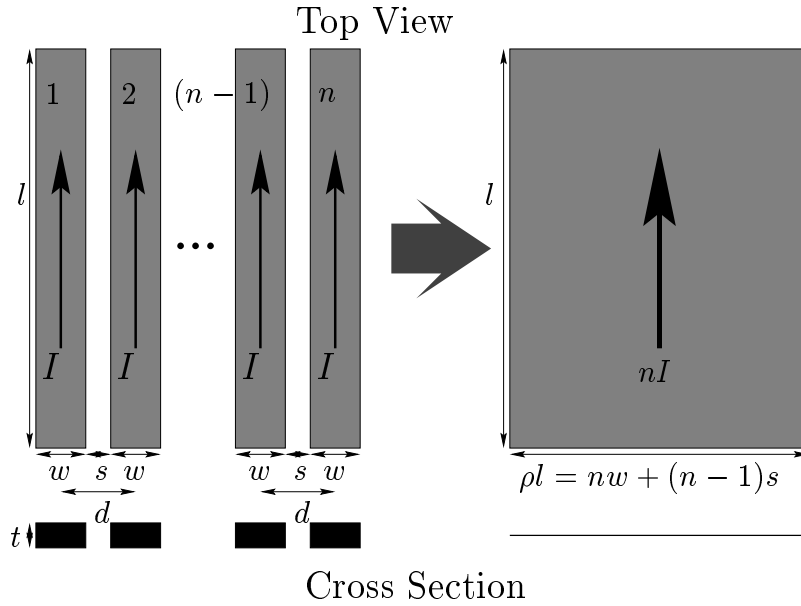 Top View
1 2 (n − 1) n
l l
...
I I I I nI
w s w w s w
ρl = nw + (n − 1)s
d d
t
Cross Section